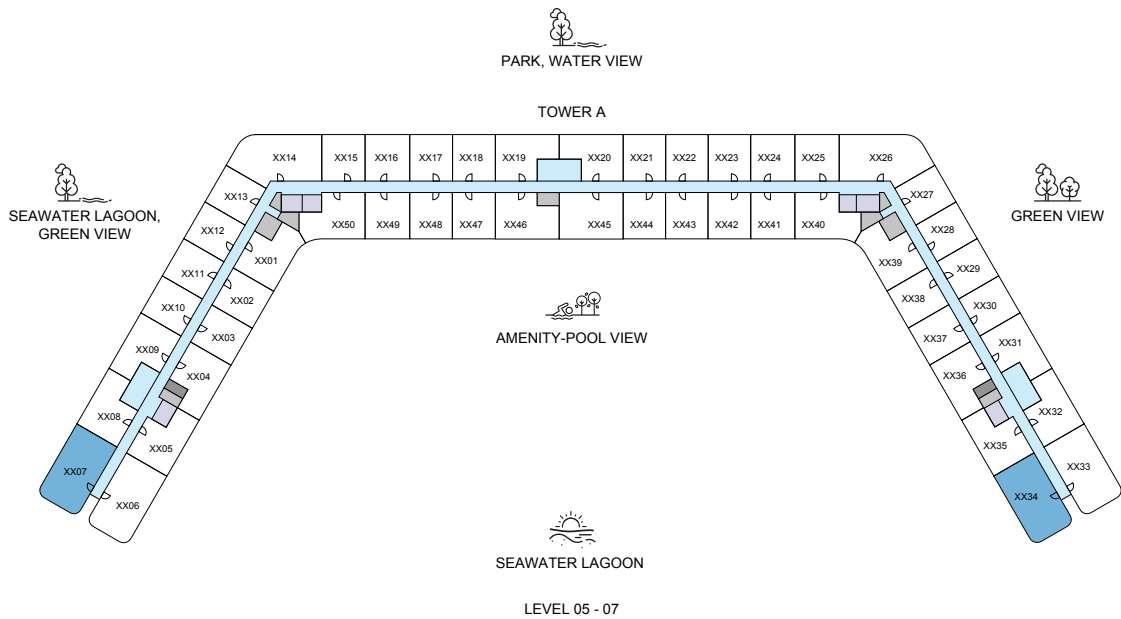 PARK, WATER VIEW
TOWER A
XX14 XX15 XX16 XX17 XX18 XX19 XX20 XX21 XX22 XX23 XX24 XX25 XX26
XX13
XX27
SEAWATER LAGOON,
GREEN VIEW
GREEN VIEW
XX50 XX49 XX48 XX47 XX46 XX45 XX44 XX43 XX42 XX41 XX40
XX12
XX28
XX01
XX39
XX11
XX29
XX02
XX38
XX10
XX30
XX03
XX37
AMENITY-POOL VIEW
XX09
XX31
XX04
XX36
XX08
XX32
XX05
XX35
XX07
XX33
XX06
XX34
SEAWATER LAGOON
LEVEL 05 - 07